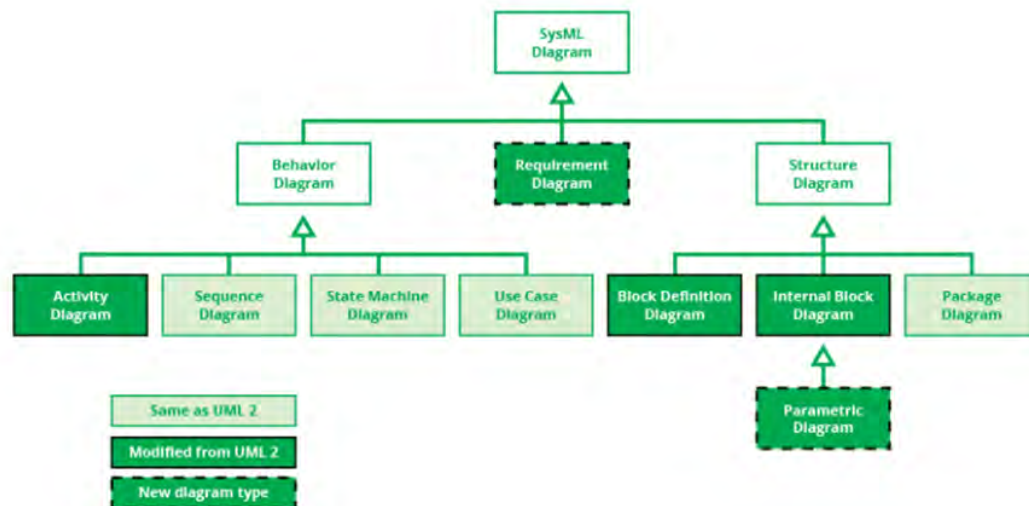 SysML
Diagram
Behavior
Diagram
Requirement
Diagram
Structure
Diagram
Activity
Diagram
Sequence
Diagram
State Machine
Diagram
Use Case
Diagram
Block Definition
Diagram
Internal Block
Diagram
Package
Diagram
Parametric
Diagram
Same as UML 2
Modified from UML 2
New diagram type